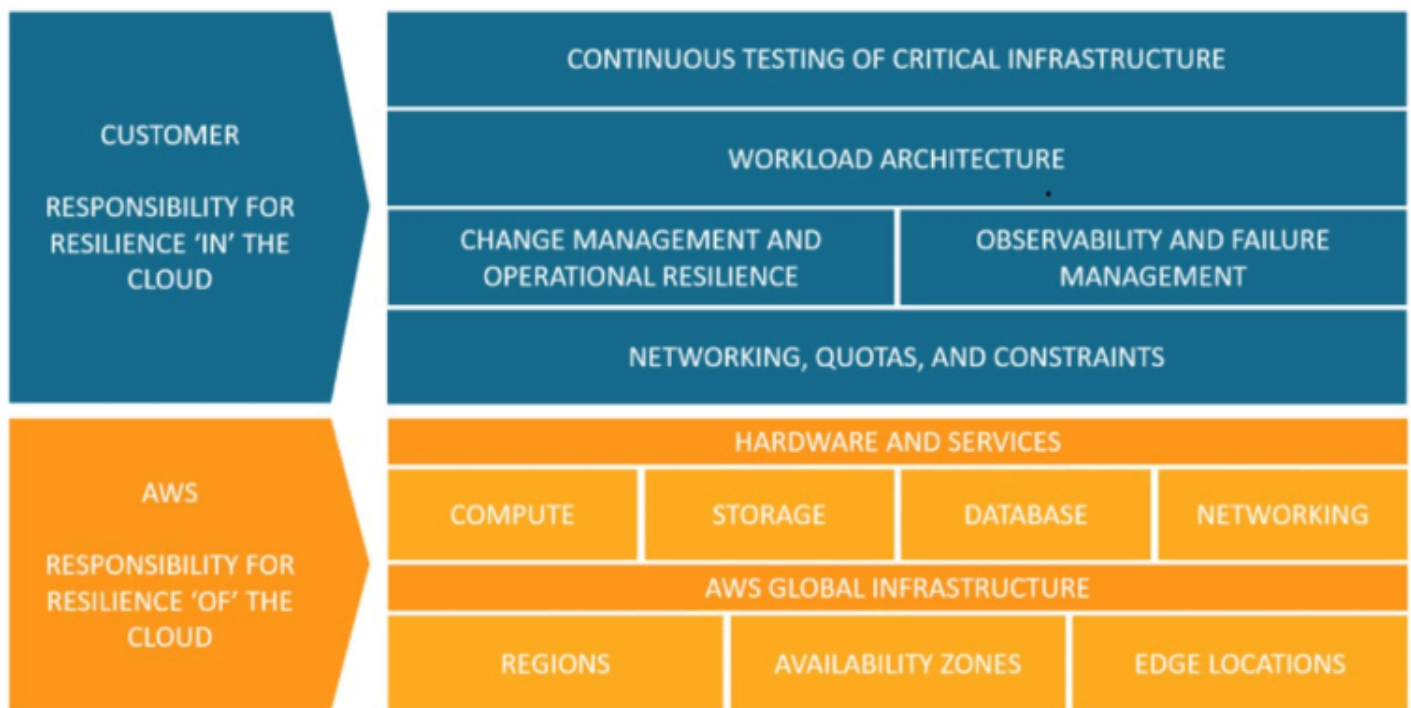 CUSTOMER
RESPONSIBILITY FOR
RESILIENCE ‘IN’ THE
CLOUD
CONTINUOUS TESTING OF CRITICAL INFRASTRUCTURE
WORKLOAD ARCHITECTURE
CHANGE MANAGEMENT AND
OPERATIONAL RESILIENCE
OBSERVABILITY AND FAILURE
MANAGEMENT
NETWORKING, QUOTAS, AND CONSTRAINTS
AWS
RESPONSIBILITY FOR
RESILIENCE ‘OF’ THE
CLOUD
HARDWARE AND SERVICES
COMPUTE
STORAGE
DATABASE
NETWORKING
AWS GLOBAL INFRASTRUCTURE
REGIONS
AVAILABILITY ZONES
EDGE LOCATIONS